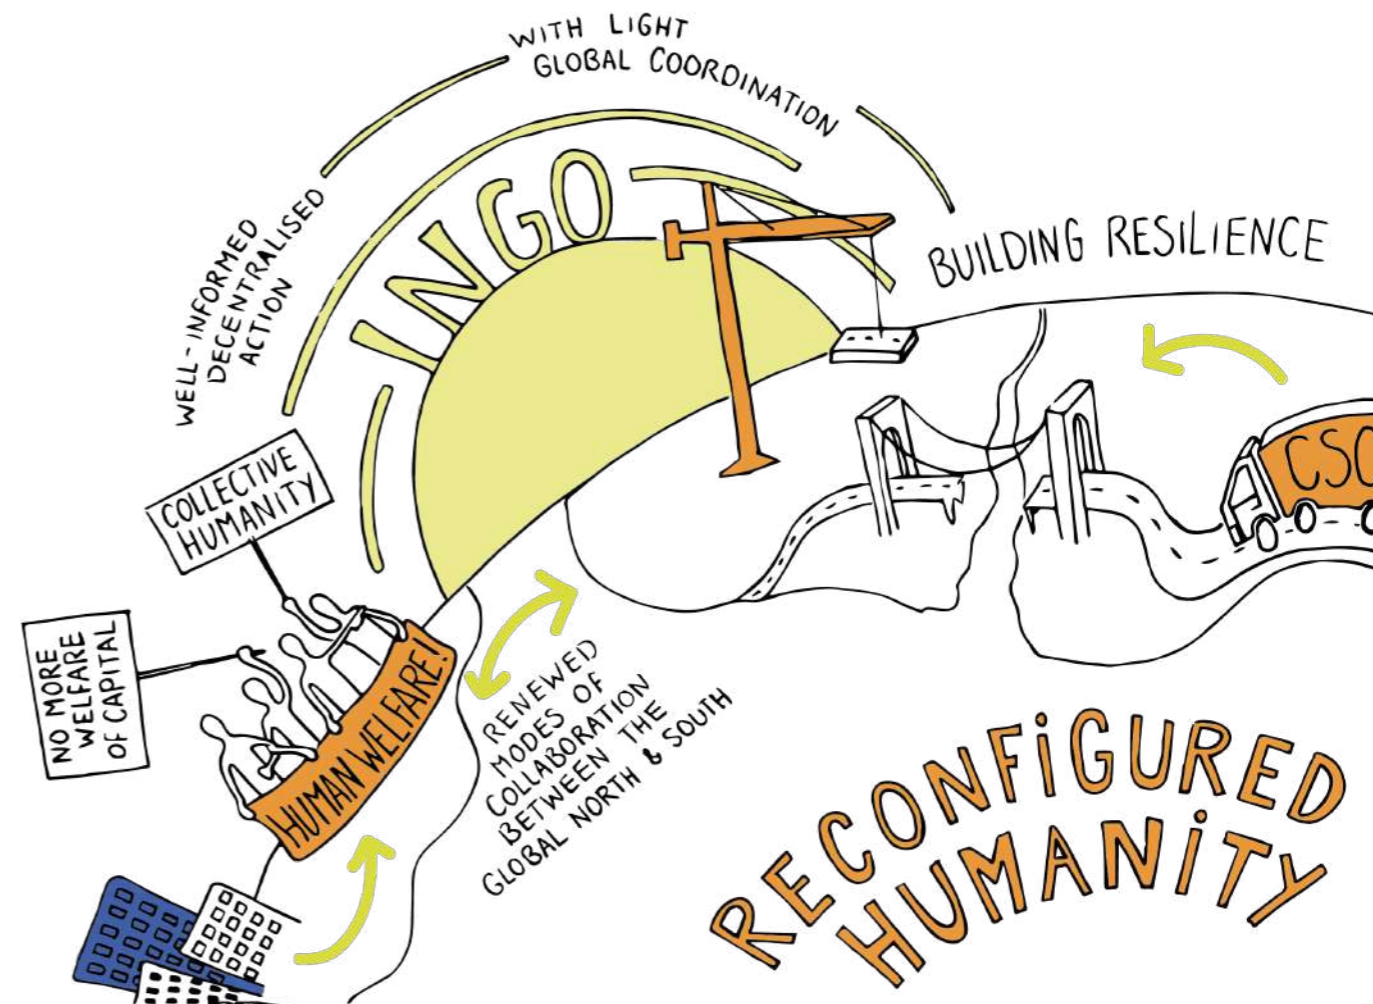 WITH LIGHT
GLOBAL COORDINATION
WELL-INFORMED
DECENTRALISED
ACTION
INGO
BUILDING RESILIENCE
CSO
COLLECTIVE
HUMANITY
NO MORE
WELFARE
OF CAPITAL
HUMAN WELFARE!
RENEWED
MODES OF
COLLABORATION
BETWEEN THE
GLOBAL NORTH & SOUTH
RECONFIGURED
HUMANITY